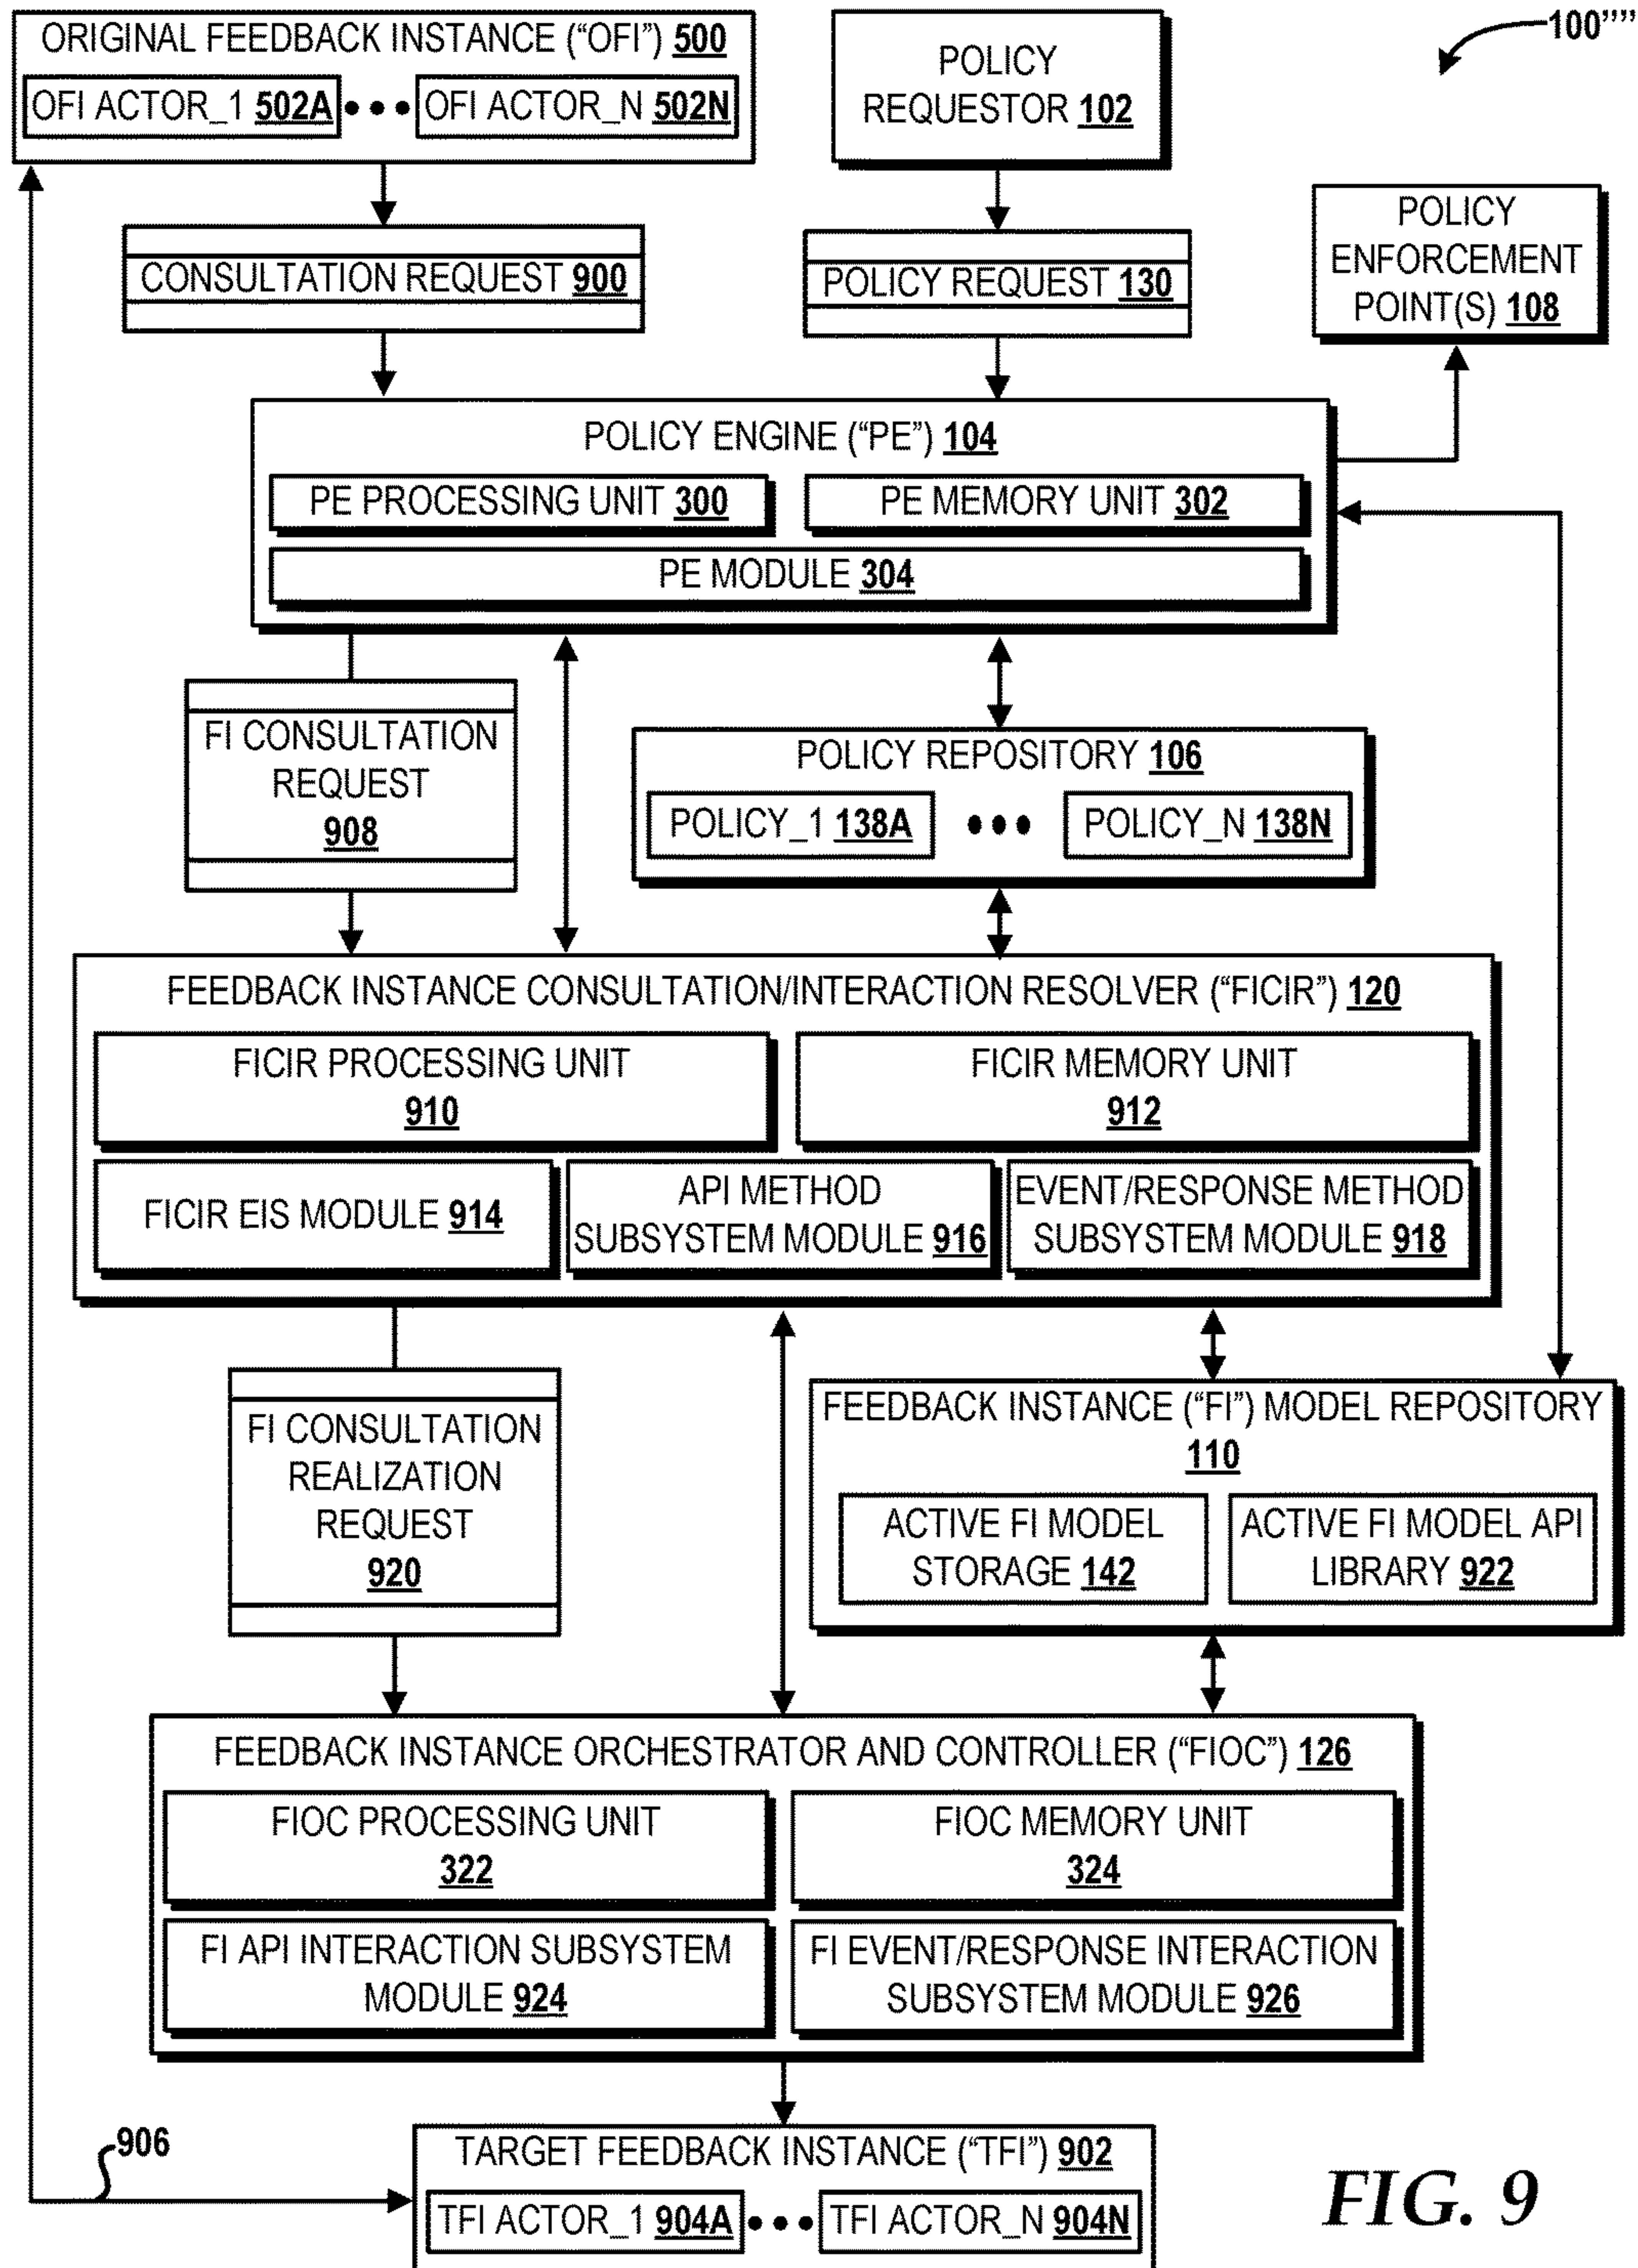 100''''
ORIGINAL FEEDBACK INSTANCE (“OFI”) 500
OFI ACTOR_1 502A ••• OFI ACTOR_N 502N
POLICY
REQUESTOR 102
CONSULTATION REQUEST 900
POLICY REQUEST 130
POLICY
ENFORCEMENT
POINT(S) 108
POLICY ENGINE (“PE”) 104
PE PROCESSING UNIT 300
PE MEMORY UNIT 302
PE MODULE 304
FI CONSULTATION
REQUEST
908
POLICY REPOSITORY 106
POLICY_1 138A ••• POLICY_N 138N
FEEDBACK INSTANCE CONSULTATION/INTERACTION RESOLVER (“FICIR”) 120
FICIR PROCESSING UNIT
910
FICIR MEMORY UNIT
912
FICIR EIS MODULE 914
API METHOD
SUBSYSTEM MODULE 916
EVENT/RESPONSE METHOD
SUBSYSTEM MODULE 918
FI CONSULTATION
REALIZATION
REQUEST
920
FEEDBACK INSTANCE (“FI”) MODEL REPOSITORY
110
ACTIVE FI MODEL
STORAGE 142
ACTIVE FI MODEL API
LIBRARY 922
FEEDBACK INSTANCE ORCHESTRATOR AND CONTROLLER (“FIOC”) 126
FIOC PROCESSING UNIT
322
FIOC MEMORY UNIT
324
FI API INTERACTION SUBSYSTEM
MODULE 924
FI EVENT/RESPONSE INTERACTION
SUBSYSTEM MODULE 926
906
TARGET FEEDBACK INSTANCE (“TFI”) 902
TFI ACTOR_1 904A ••• TFI ACTOR_N 904N
FIG. 9